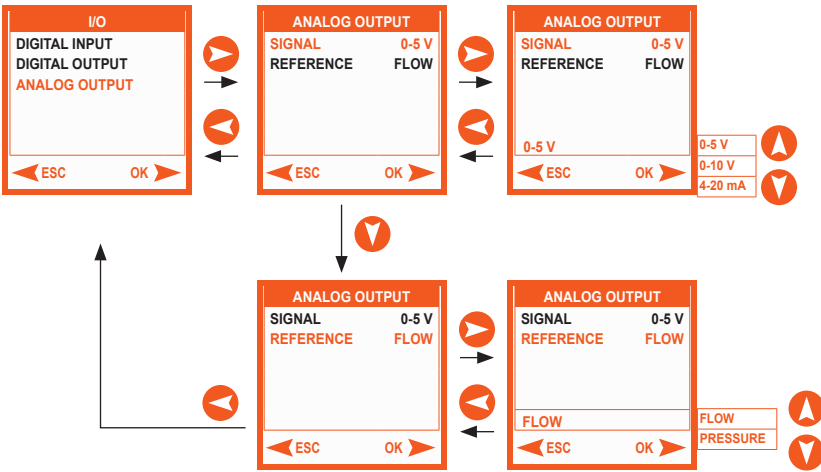 I/O
DIGITAL INPUT
DIGITAL OUTPUT
ANALOG OUTPUT
ESC OK
ANALOG OUTPUT
SIGNAL 0-5 V
REFERENCE FLOW
ESC OK
ANALOG OUTPUT
SIGNAL 0-5 V
REFERENCE FLOW
0-5 V
ESC OK
0-5 V
0-10 V
4-20 mA
ANALOG OUTPUT
SIGNAL 0-5 V
REFERENCE FLOW
ESC OK
ANALOG OUTPUT
SIGNAL 0-5 V
REFERENCE FLOW
FLOW
ESC OK
FLOW
PRESSURE